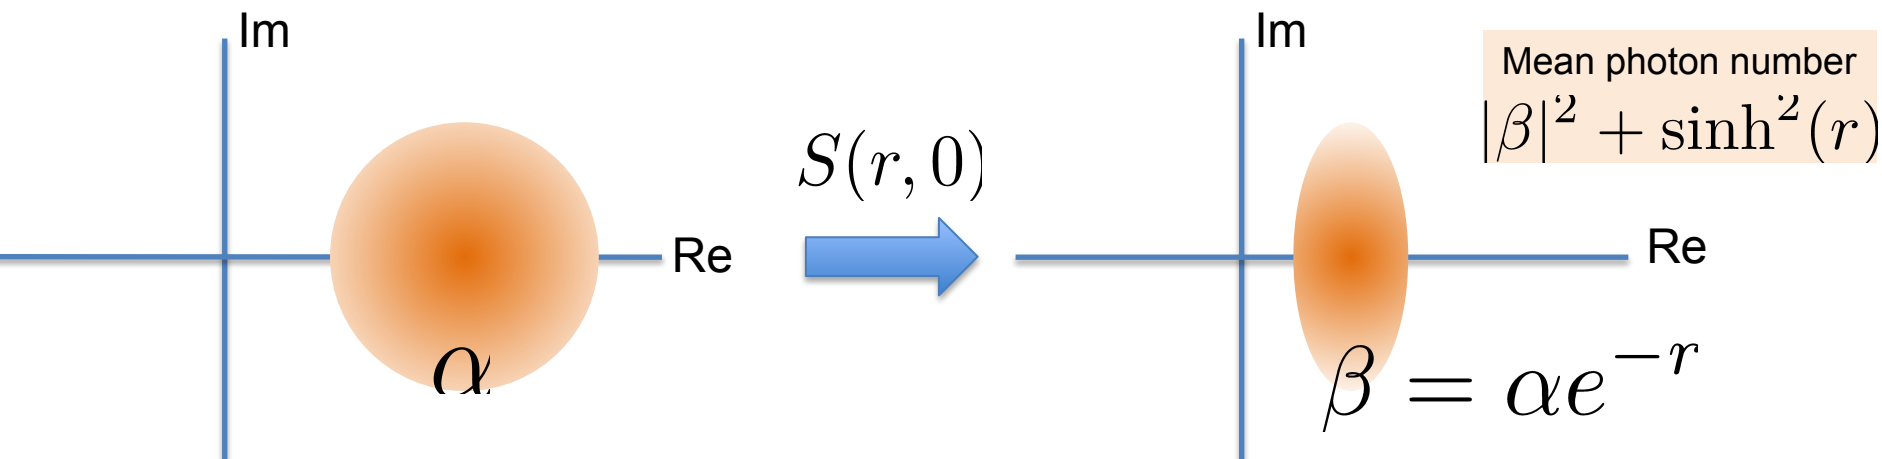 Im
Re
α
S(r, 0)
Im
Re
β = αe^{−r}
Mean photon number
|β|² + sinh²(r)